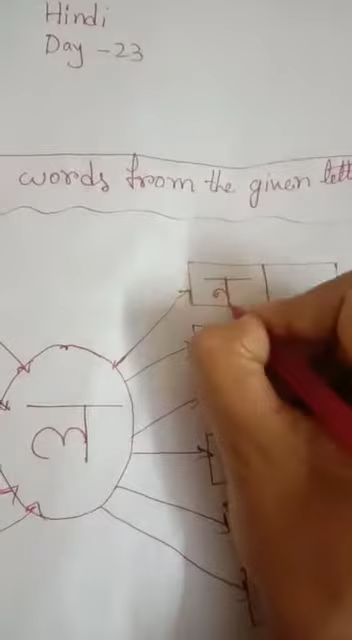 Hindi
Day - 23
words from the given lett
ल
ल